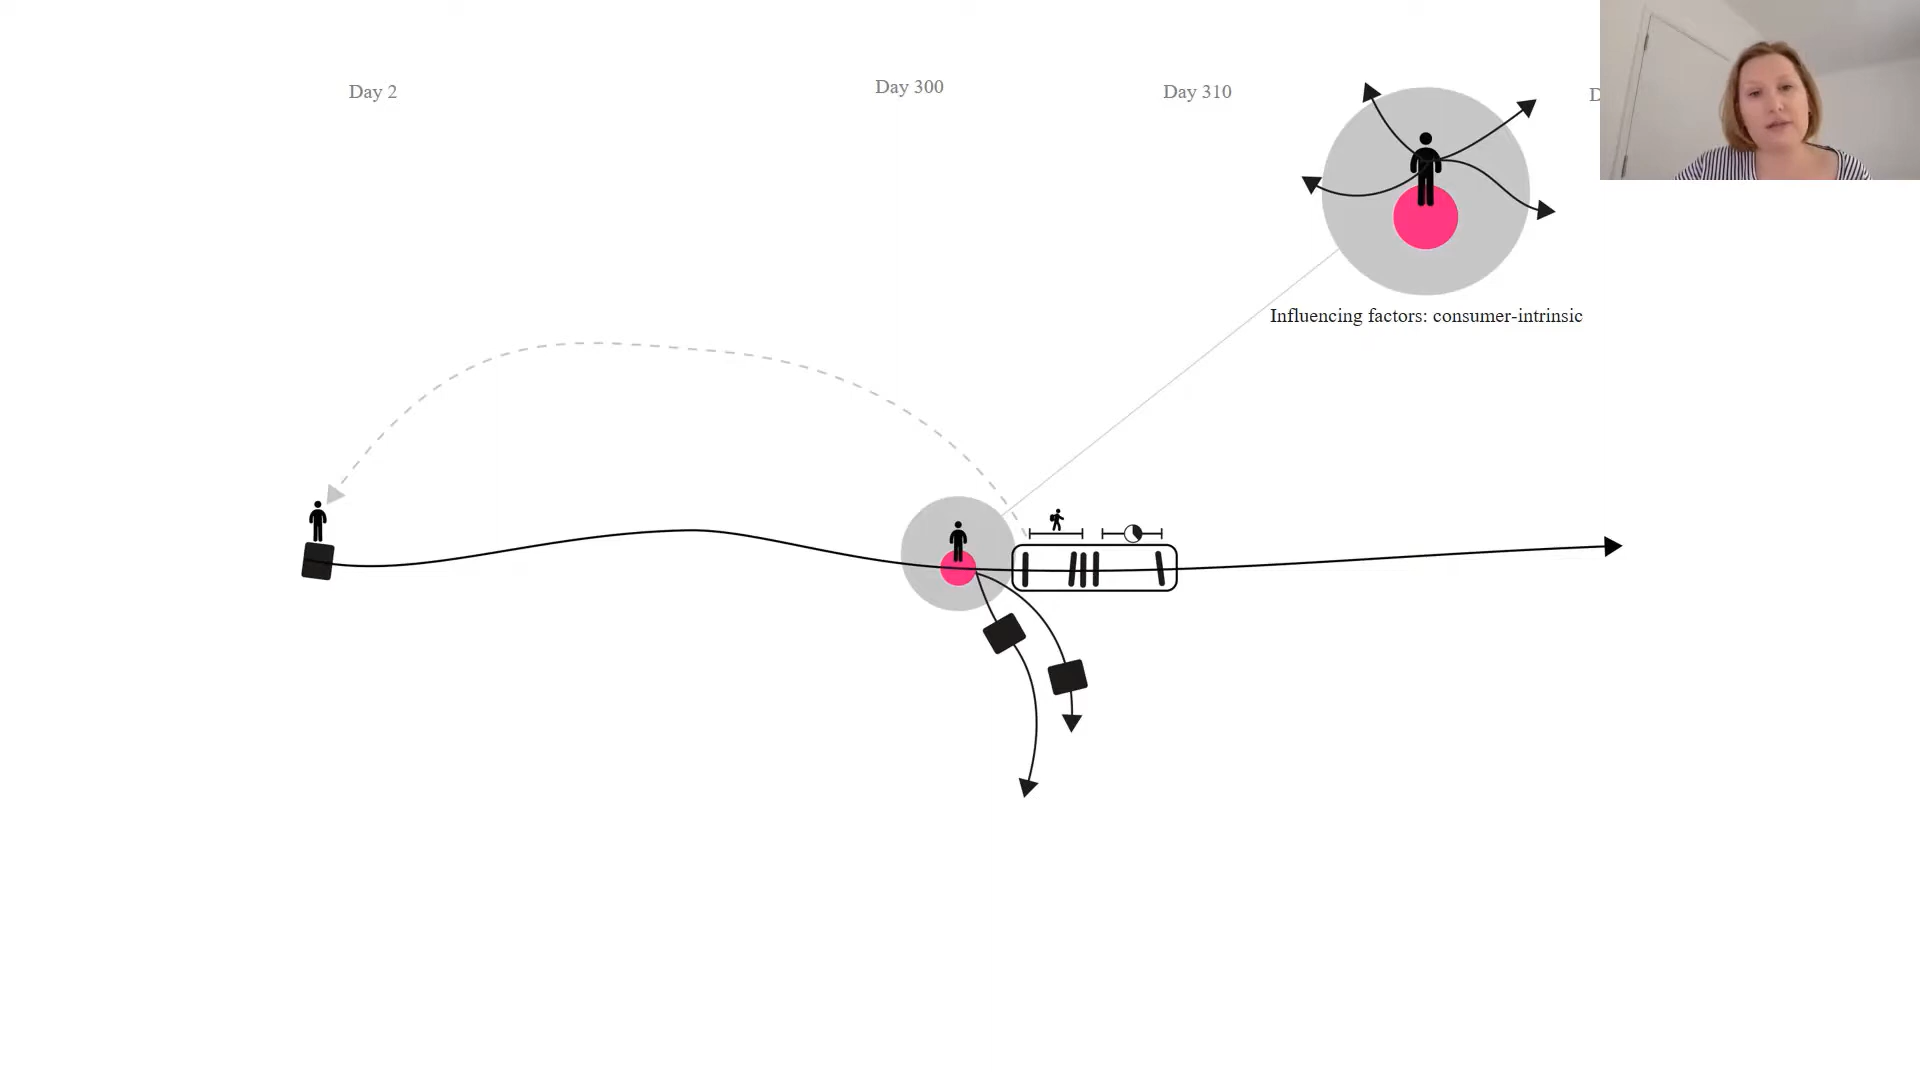 Day 2
Day 300
Day 310
Influencing factors: consumer-intrinsic